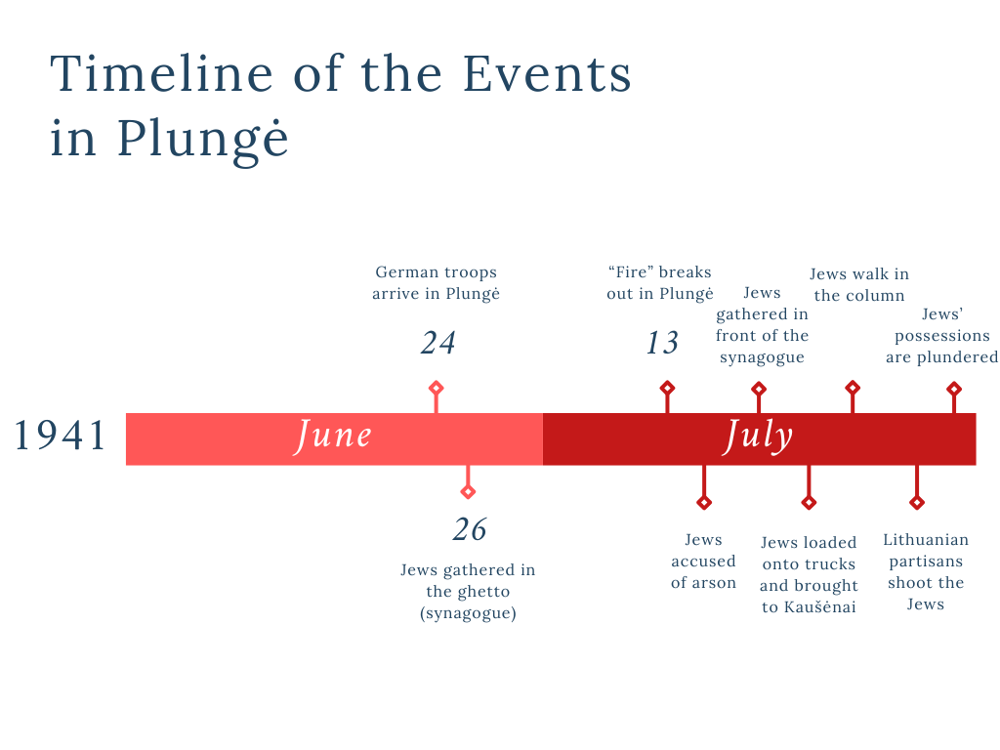 Timeline of the Events
in Plungė
German troops
arrive in Plungė
24
“Fire” breaks
out in Plungė
13
Jews
gathered in
front of the
synagogue
Jews walk in
the column
Jews’
possessions
are plundered
1941
June
July
26
Jews gathered in
the ghetto
(synagogue)
Jews
accused
of arson
Jews loaded
onto trucks
and brought
to Kaušėnai
Lithuanian
partisans
shoot the
Jews